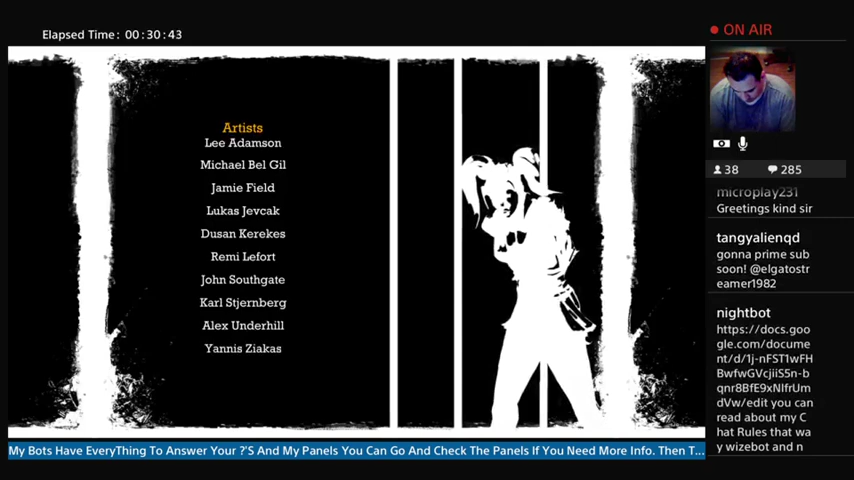 Elapsed Time: 00:30:43
ON AIR
Artists
Lee Adamson
Michael Bel Gil
Jamie Field
Lukas Jevcak
Dusan Kerekes
Remi Lefort
John Southgate
Karl Stjernberg
Alex Underhill
Yannis Ziakas
38 285
microplay231
Greetings kind sir
tangyalienqd
gonna prime sub
soon! @elgatostr
eamer1982
nightbot
https://docs.goo
gle.com/docume
nt/d/1j-nFST1wFH
BwfwGVcjiiS5n-b
qnr8BfE9xNIfrUm
dVw/edit you can
read about my C
hat Rules that wa
y wizebot and n
My Bots Have EveryThing To Answer Your ?'S And My Panels You Can Go And Check The Panels If You Need More Info. Then T...